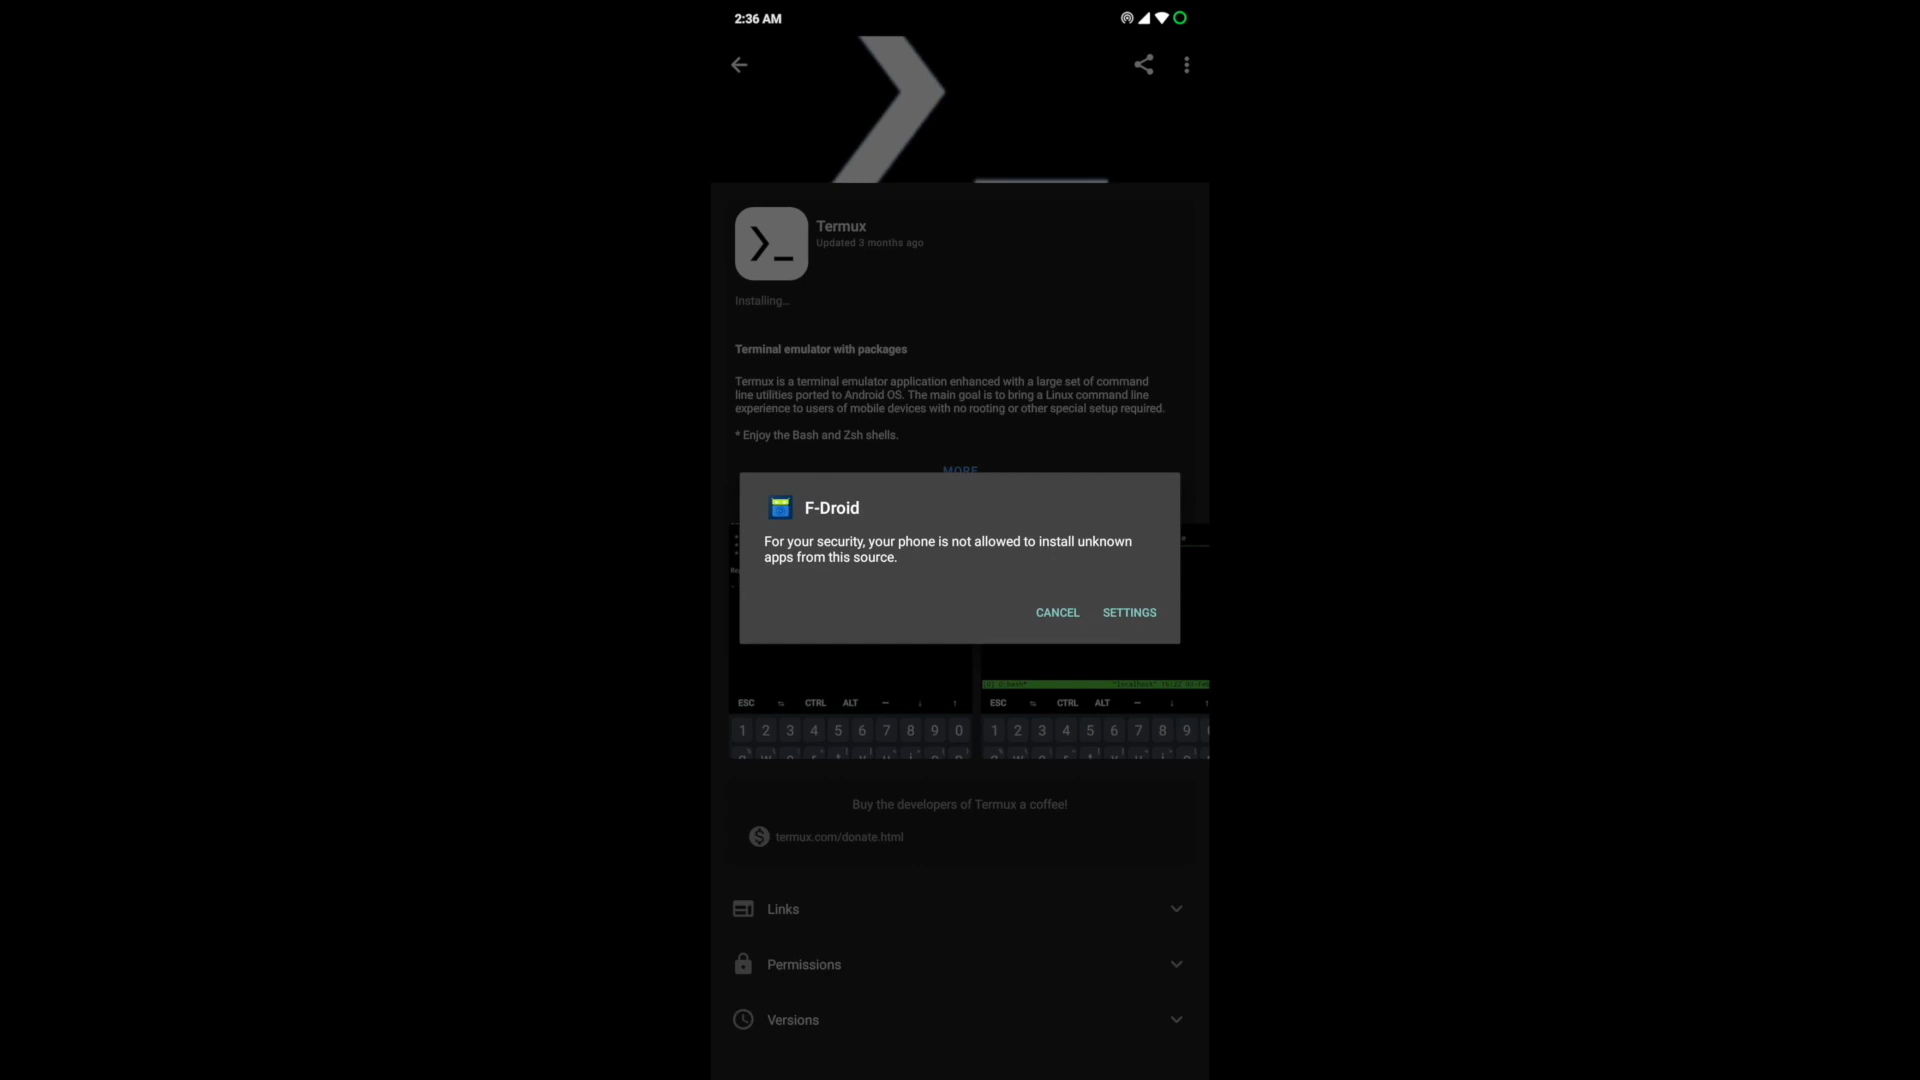 2:36 AM
Termux
Updated 3 months ago
Installing...
Terminal emulator with packages
Termux is a terminal emulator application enhanced with a large set of command
line utilities ported to Android OS. The main goal is to bring a Linux command line
experience to users of mobile devices with no rooting or other special setup required.
* Enjoy the Bash and Zsh shells.
MORE
F-Droid
For your security, your phone is not allowed to install unknown
apps from this source.
CANCEL SETTINGS
ESC CTRL ALT — ↓ ↑ ESC CTRL ALT — ↓ ↑
1 2 3 4 5 6 7 8 9 0 1 2 3 4 5 6 7 8 9
Buy the developers of Termux a coffee!
termux.com/donate.html
Links
Permissions
Versions